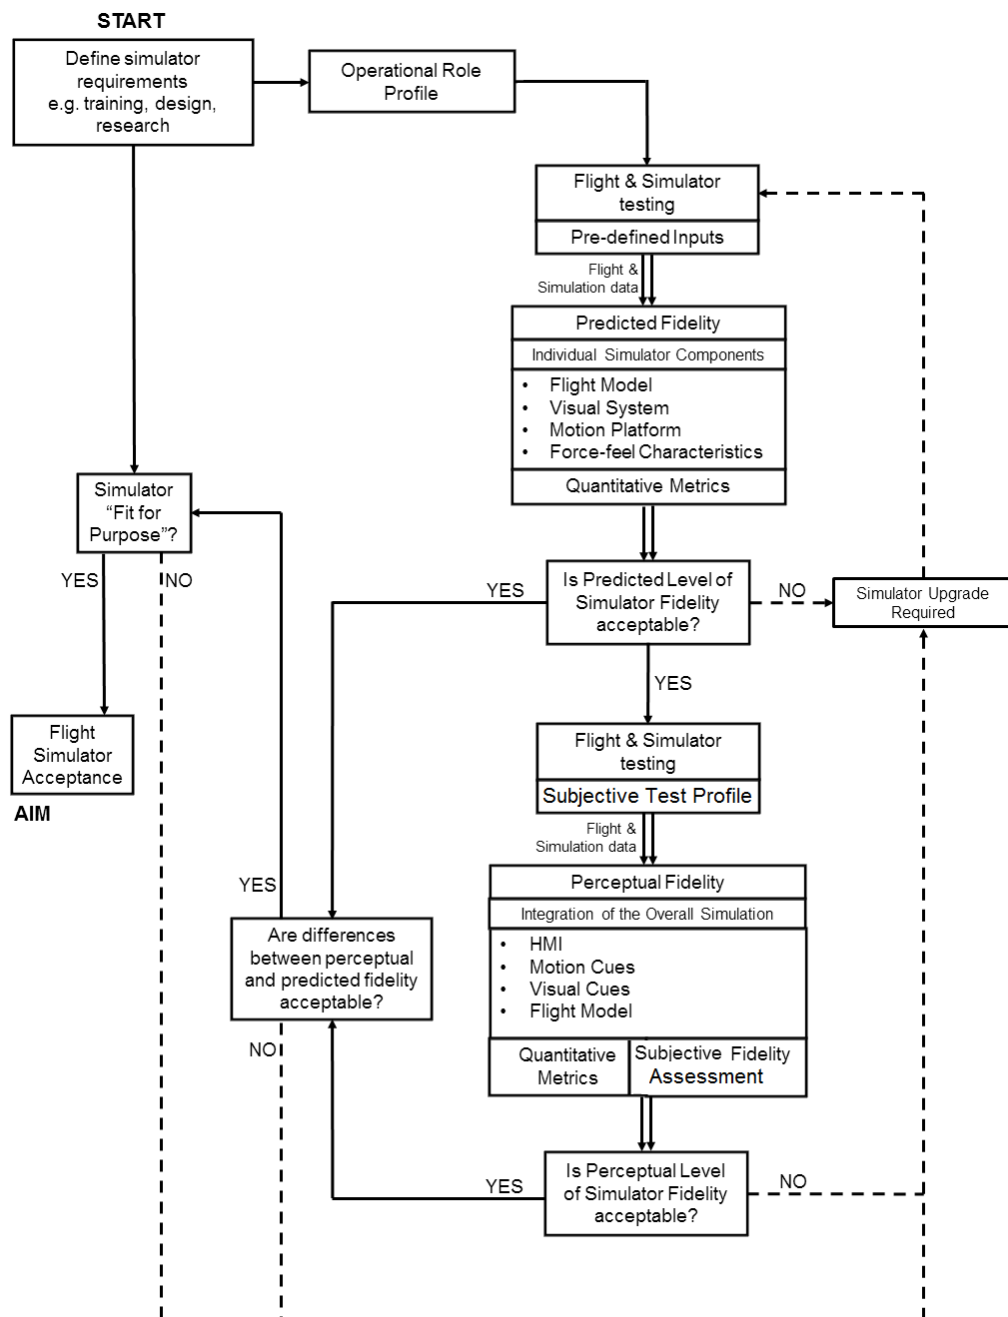 START
Define simulator
requirements
e.g. training, design,
research
Operational Role
Profile
Flight & Simulator
testing
Pre-defined Inputs
Flight &
Simulation data
Predicted Fidelity
Individual Simulator Components
• Flight Model
• Visual System
• Motion Platform
• Force-feel Characteristics
Quantitative Metrics
Simulator
“Fit for
Purpose”?
YES
NO
YES
Is Predicted Level of
Simulator Fidelity
acceptable?
NO
Simulator Upgrade
Required
YES
Flight
Simulator
Acceptance
AIM
Flight & Simulator
testing
Subjective Test Profile
Flight &
Simulation data
Perceptual Fidelity
Integration of the Overall Simulation
• HMI
• Motion Cues
• Visual Cues
• Flight Model
Quantitative
Metrics
Subjective Fidelity
Assessment
YES
Are differences
between perceptual
and predicted fidelity
acceptable?
NO
YES
Is Perceptual Level
of Simulator Fidelity
acceptable?
NO